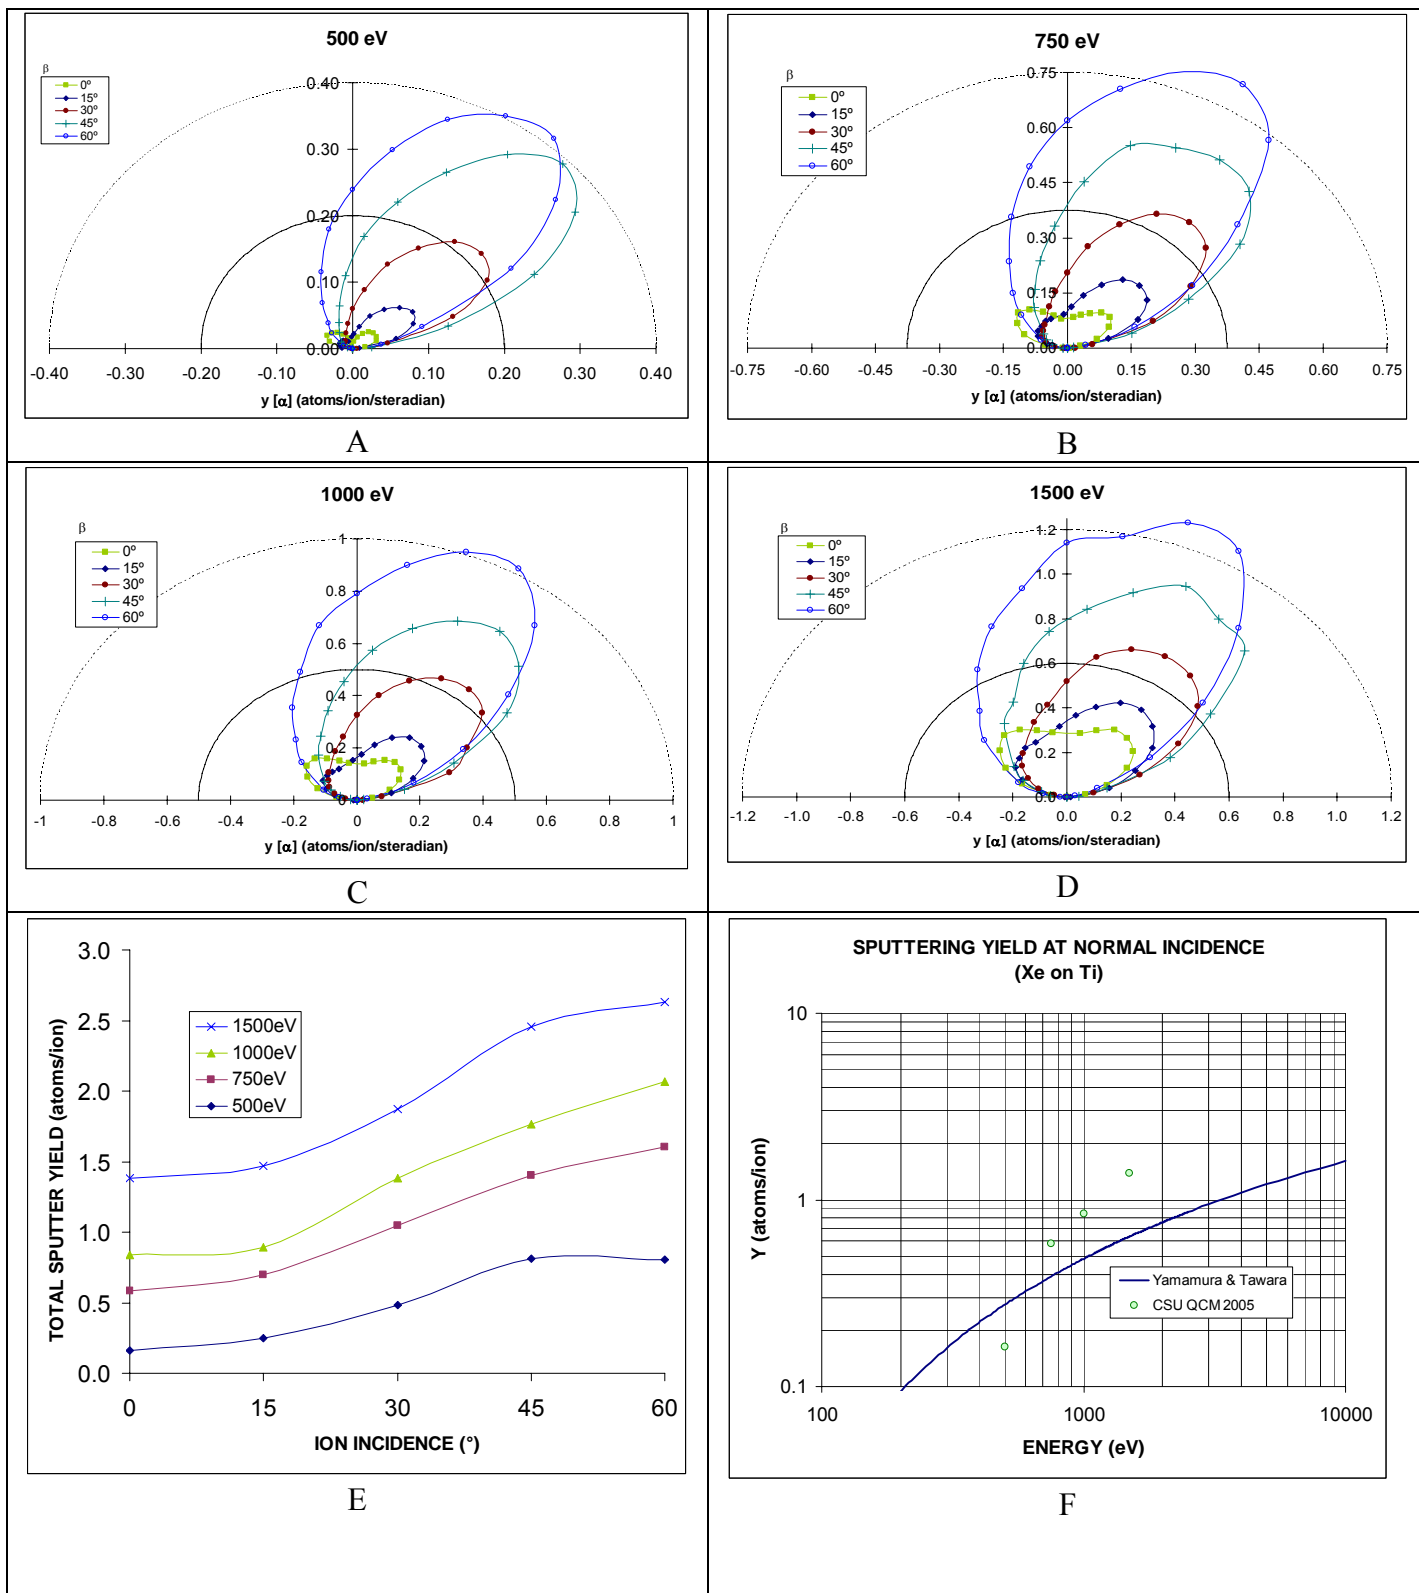 500 eV
β
0º
15º
30º
45º
60º
0.40
0.30
0.20
0.10
0.00
-0.40 -0.30 -0.20 -0.10 0.00 0.10 0.20 0.30 0.40
y [α] (atoms/ion/steradian)
A
750 eV
β
0º
15º
30º
45º
60º
0.75
0.60
0.45
0.30
0.15
0.00
-0.75 -0.60 -0.45 -0.30 -0.15 0.00 0.15 0.30 0.45 0.60 0.75
y [α] (atoms/ion/steradian)
B
1000 eV
β
0º
15º
30º
45º
60º
1
0.8
0.6
0.4
0.2
0
-1 -0.8 -0.6 -0.4 -0.2 0 0.2 0.4 0.6 0.8 1
y [α] (atoms/ion/steradian)
C
1500 eV
β
0º
15º
30º
45º
60º
1.2
1.0
0.8
0.6
0.4
0.2
0.0
-1.2 -1.0 -0.8 -0.6 -0.4 -0.2 0.0 0.2 0.4 0.6 0.8 1.0 1.2
y [α] (atoms/ion/steradian)
D
TOTAL SPUTTER YIELD (atoms/ion)
3.0
2.5
2.0
1.5
1.0
0.5
0.0
1500eV
1000eV
750eV
500eV
0 15 30 45 60
ION INCIDENCE (°)
E
SPUTTERING YIELD AT NORMAL INCIDENCE
(Xe on Ti)
Y (atoms/ion)
10
1
0.1
Yamamura & Tawara
CSU QCM 2005
100 1000 10000
ENERGY (eV)
F